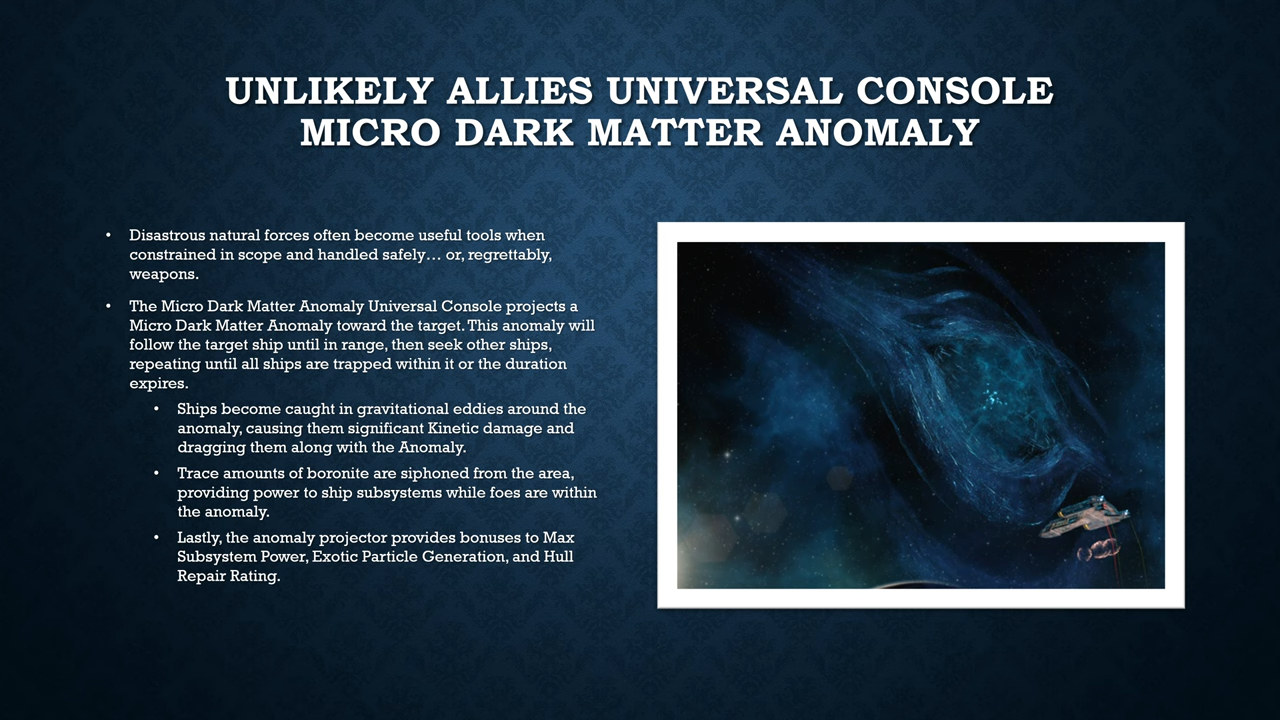 UNLIKELY ALLIES UNIVERSAL CONSOLE
MICRO DARK MATTER ANOMALY
• Disastrous natural forces often become useful tools when
constrained in scope and handled safely… or, regrettably,
weapons.
• The Micro Dark Matter Anomaly Universal Console projects a
Micro Dark Matter Anomaly toward the target. This anomaly will
follow the target ship until in range, then seek other ships,
repeating until all ships are trapped within it or the duration
expires.
• Ships become caught in gravitational eddies around the
anomaly, causing them significant Kinetic damage and
dragging them along with the Anomaly.
• Trace amounts of boronite are siphoned from the area,
providing power to ship subsystems while foes are within
the anomaly.
• Lastly, the anomaly projector provides bonuses to Max
Subsystem Power, Exotic Particle Generation, and Hull
Repair Rating.